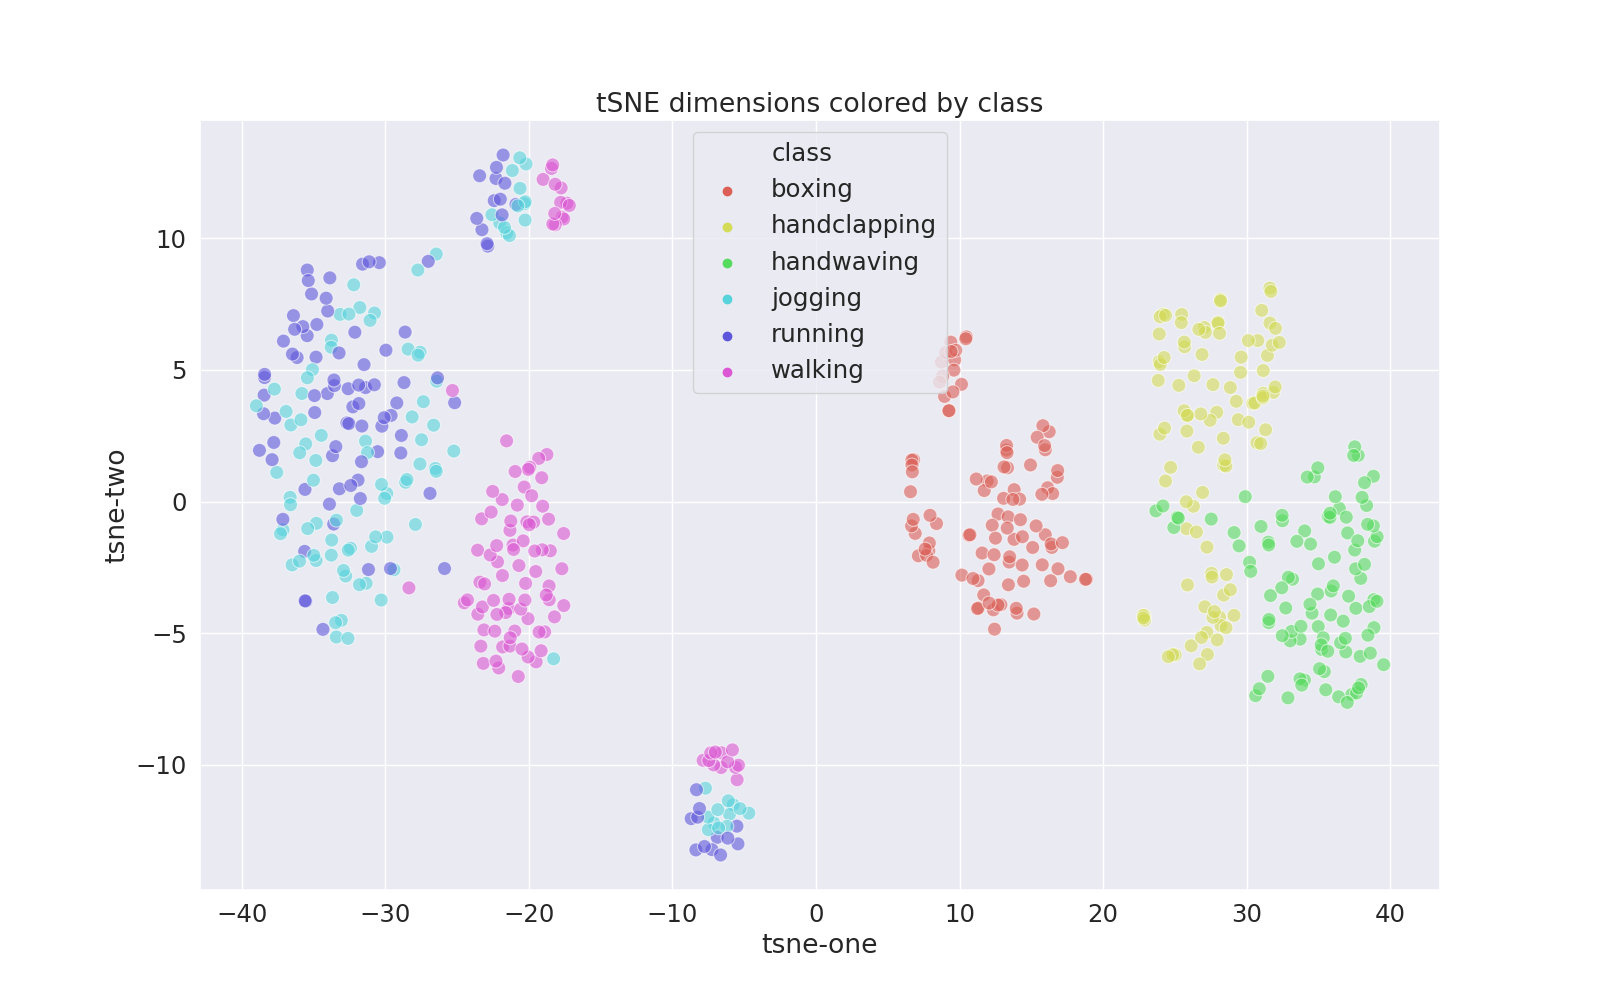 tSNE dimensions colored by class
class
boxing
handclapping
handwaving
jogging
running
walking
tsne-two
10
5
0
−5
−10
−40 −30 −20 −10 0 10 20 30 40
tsne-one